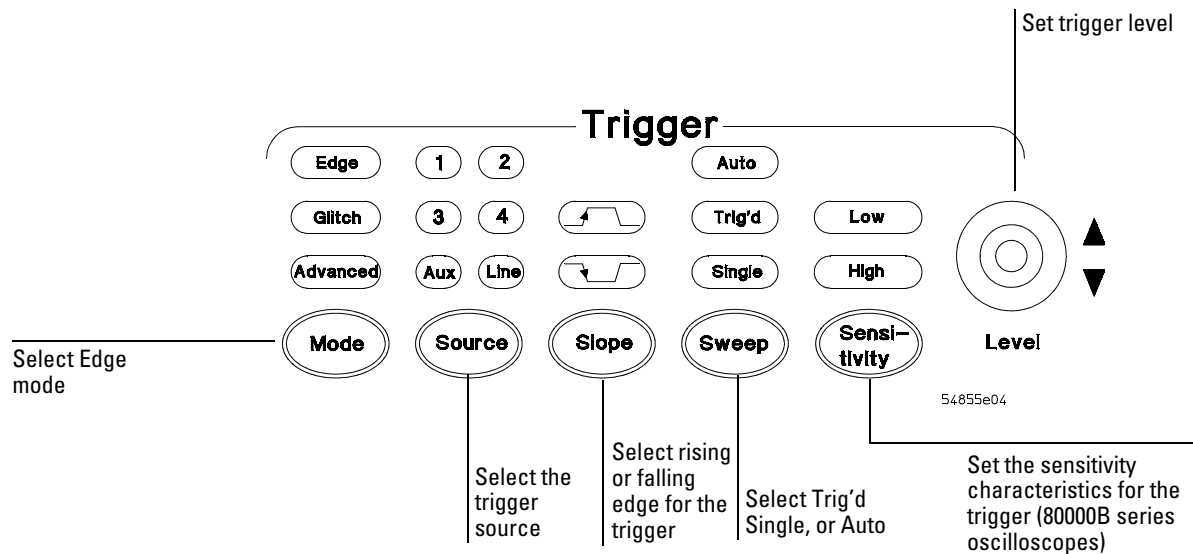 Set trigger level
Trigger
Edge
1
2
Auto
Glitch
3
4
Trig'd
Low
Advanced
Aux
Line
Single
High
Mode
Source
Slope
Sweep
Sensi–
tivity
Level
Select Edge
mode
54855e04
Select the
trigger
source
Select rising
or falling
edge for the
trigger
Select Trig'd
Single, or Auto
Set the sensitivity
characteristics for the
trigger (80000B series
oscilloscopes)